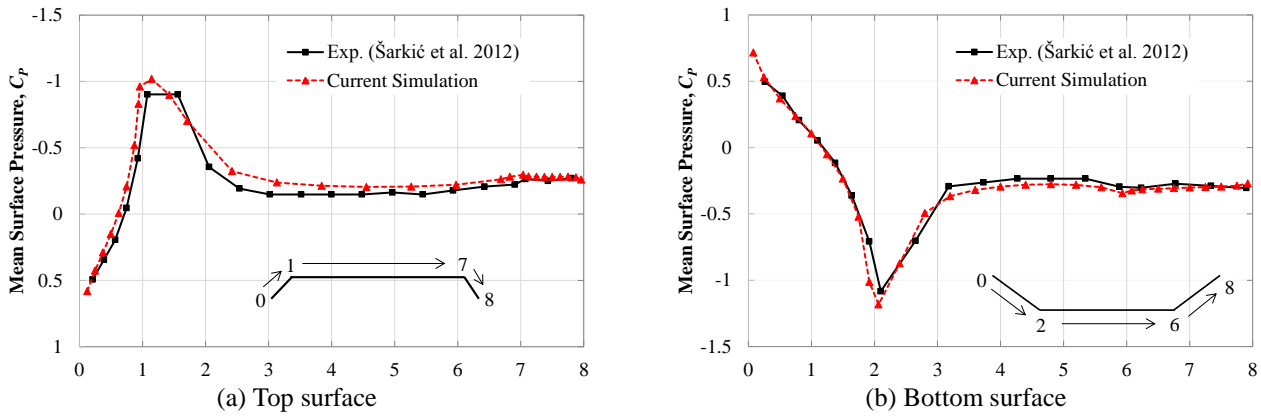 -1.5
-1
-0.5
0
0.5
1
Mean Surface Pressure, C_P
Exp. (Šarkić et al. 2012)
Current Simulation
0
1
7
8
0 1 2 3 4 5 6 7 8
(a) Top surface
1
0.5
0
-0.5
-1
-1.5
Mean Surface Pressure, C_P
Exp. (Šarkić et al. 2012)
Current Simulation
0
2
6
8
0 1 2 3 4 5 6 7 8
(b) Bottom surface